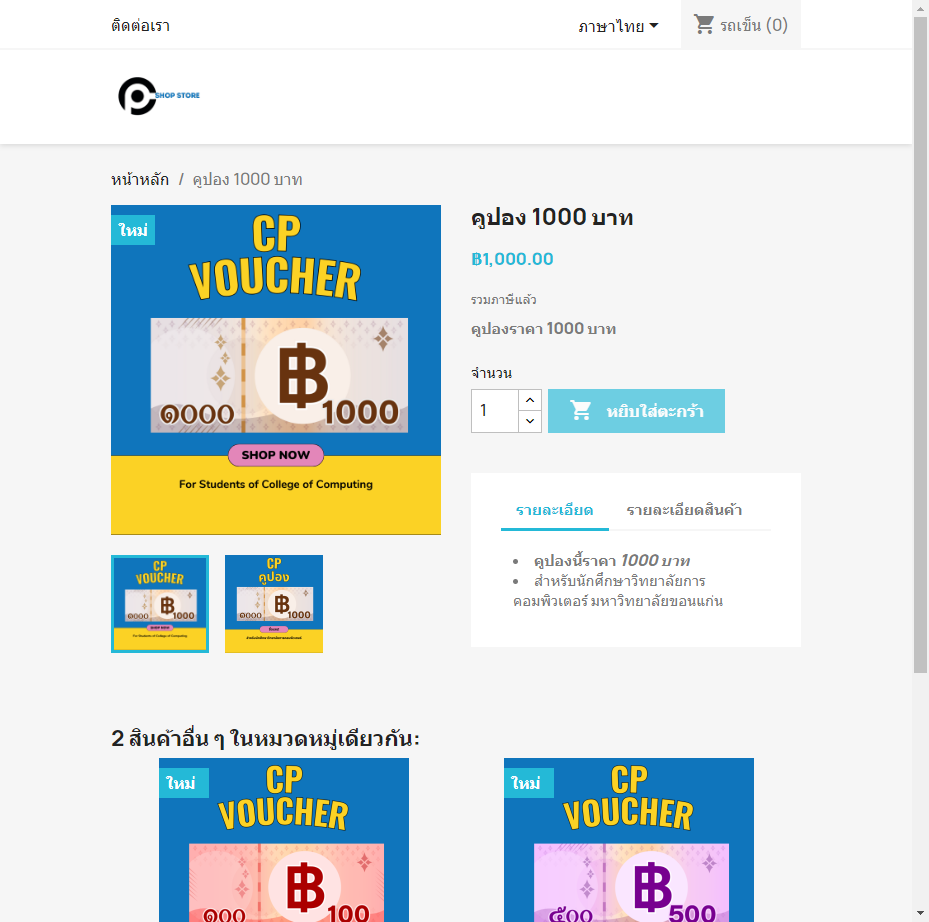 ติดต่อเรา
ภาษาไทย
รถเข็น (0)
SHOP STORE
หน้าหลัก / คูปอง 1000 บาท
ใหม่
CP
VOUCHER
฿
๑๐๐๐
1000
SHOP NOW
For Students of College of Computing
คูปอง 1000 บาท
฿1,000.00
รวมภาษีแล้ว
คูปองราคา 1000 บาท
จำนวน
1
หยิบใส่ตะกร้า
รายละเอียด
รายละเอียดสินค้า
• คูปองนี้ราคา 1000 บาท
• สำหรับนักศึกษาวิทยาลัยการ
คอมพิวเตอร์ มหาวิทยาลัยขอนแก่น
CP
VOUCHER
฿
๑๐๐๐
1000
SHOP NOW
For Students of College of Computing
CP
คูปอง
฿
๑๐๐๐
1000
2 สินค้าอื่น ๆ ในหมวดหมู่เดียวกัน:
ใหม่
CP
VOUCHER
฿
๑๐๐
100
ใหม่
CP
VOUCHER
฿
๕๐๐
500